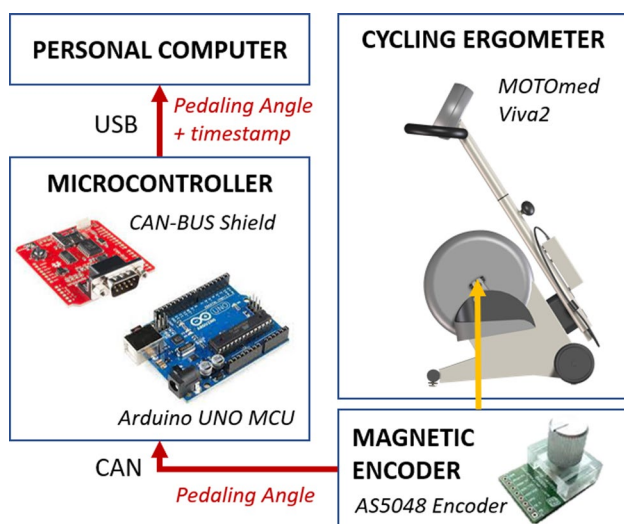 PERSONAL COMPUTER
USB
Pedaling Angle
+ timestamp
MICROCONTROLLER
CAN-BUS Shield
UNO
Arduino UNO MCU
CAN
Pedaling Angle
CYCLING ERGOMETER
MOTOmed
Viva2
MAGNETIC
ENCODER
AS5048 Encoder